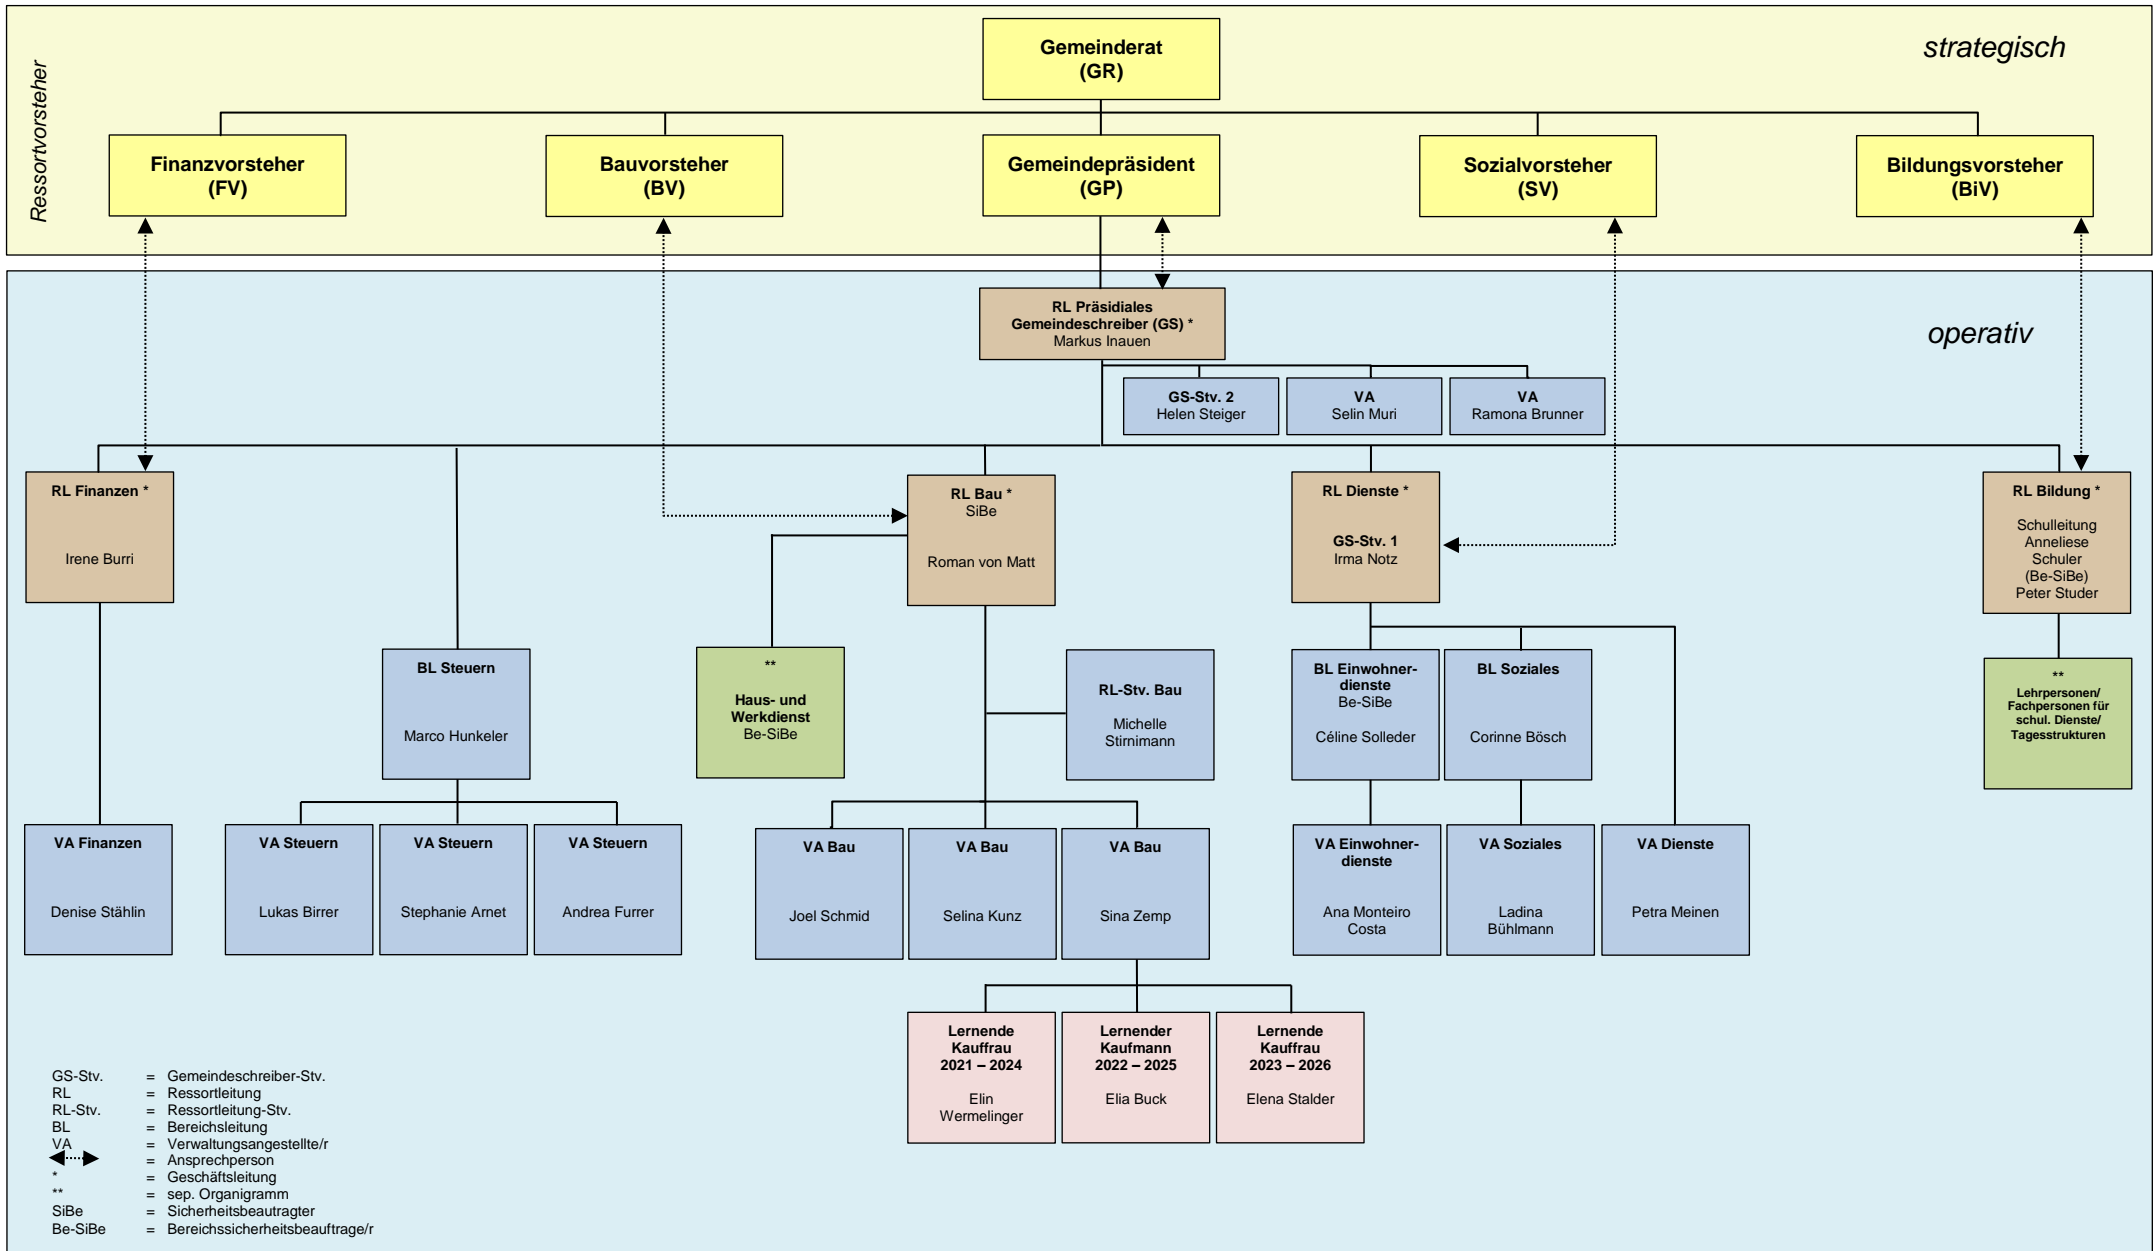 Ressortvorsteher
strategisch
Gemeinderat
(GR)
Finanzvorsteher
(FV)
Bauvorsteher
(BV)
Gemeindepräsident
(GP)
Sozialvorsteher
(SV)
Bildungsvorsteher
(BiV)
operativ
RL Präsidiales
Gemeindeschreiber (GS) *
Markus Inauen
GS-Stv. 2
Helen Steiger
VA
Selin Muri
VA
Ramona Brunner
RL Finanzen *
Irene Burri
RL Bau *
SiBe
Roman von Matt
RL Dienste *
GS-Stv. 1
Irma Notz
RL Bildung *
Schulleitung
Anneliese
Schuler
(Be-SiBe)
Peter Studer
BL Steuern
Marco Hunkeler
**
Haus- und
Werkdienst
Be-SiBe
RL-Stv. Bau
Michelle
Stirnimann
BL Einwohner-
dienste
Be-SiBe
Céline Solleder
BL Soziales
Corinne Bösch
**
Lehrpersonen/
Fachpersonen für
schul. Dienste/
Tagesstrukturen
VA Finanzen
Denise Stählin
VA Steuern
Lukas Birrer
VA Steuern
Stephanie Arnet
VA Steuern
Andrea Furrer
VA Bau
Joel Schmid
VA Bau
Selina Kunz
VA Bau
Sina Zemp
VA Einwohner-
dienste
Ana Monteiro
Costa
VA Soziales
Ladina
Bühlmann
VA Dienste
Petra Meinen
Lernende
Kauffrau
2021 – 2024
Elin
Wermelinger
Lernender
Kaufmann
2022 – 2025
Elia Buck
Lernende
Kauffrau
2023 – 2026
Elena Stalder
GS-Stv. = Gemeindeschreiber-Stv.
RL = Ressortleitung
RL-Stv. = Ressortleitung-Stv.
BL = Bereichsleitung
VA = Verwaltungsangestellte/r
= Ansprechperson
* = Geschäftsleitung
** = sep. Organigramm
SiBe = Sicherheitsbeautragter
Be-SiBe = Bereichssicherheitsbeauftrage/r